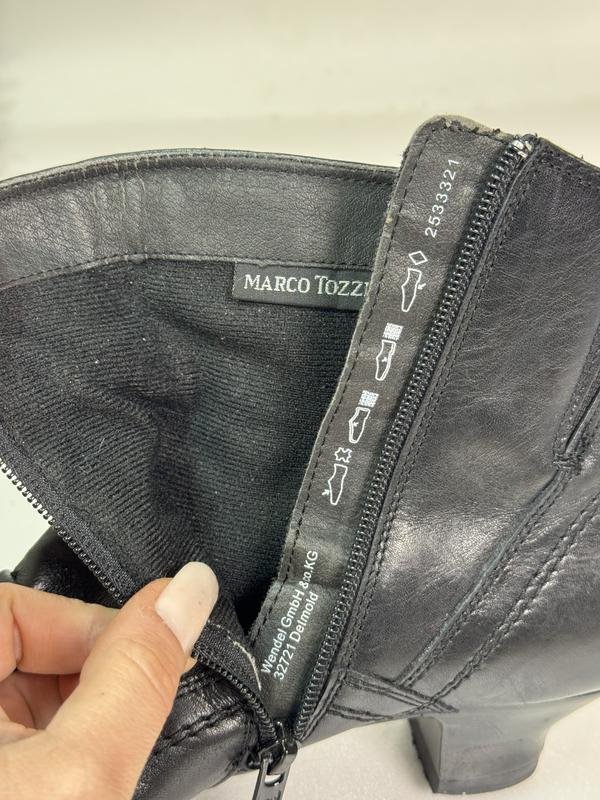 MARCO TOZZI
2533321
Wendel GmbH &co.KG
32721 Detmold